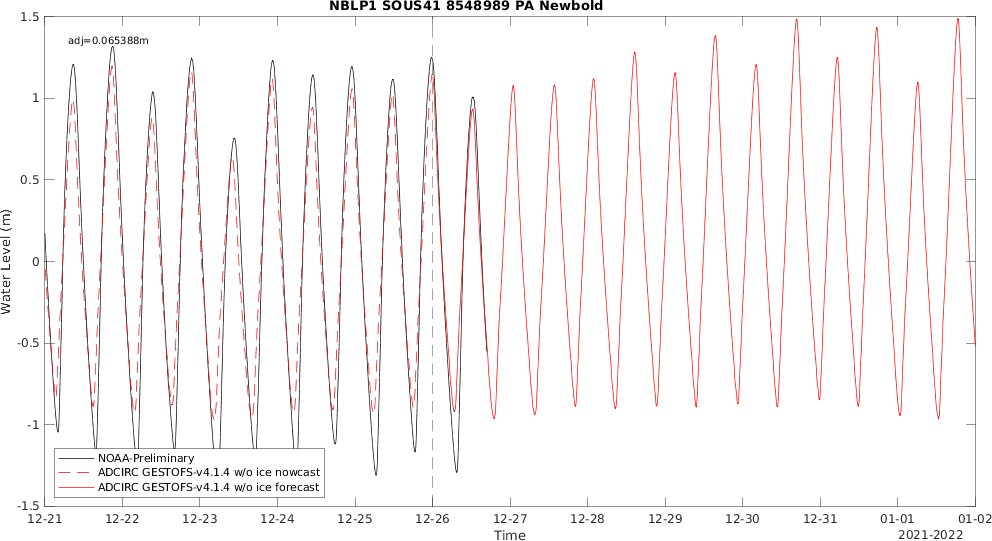 NBLP1 SOUS41 8548989 PA Newbold
adj=0.065388m
1.5
1
0.5
0
-0.5
-1
-1.5
Water Level (m)
NOAA-Preliminary
ADCIRC GESTOFS-v4.1.4 w/o ice nowcast
ADCIRC GESTOFS-v4.1.4 w/o ice forecast
12-21 12-22 12-23 12-24 12-25 12-26 12-27 12-28 12-29 12-30 12-31 01-01 01-02
Time
2021-2022